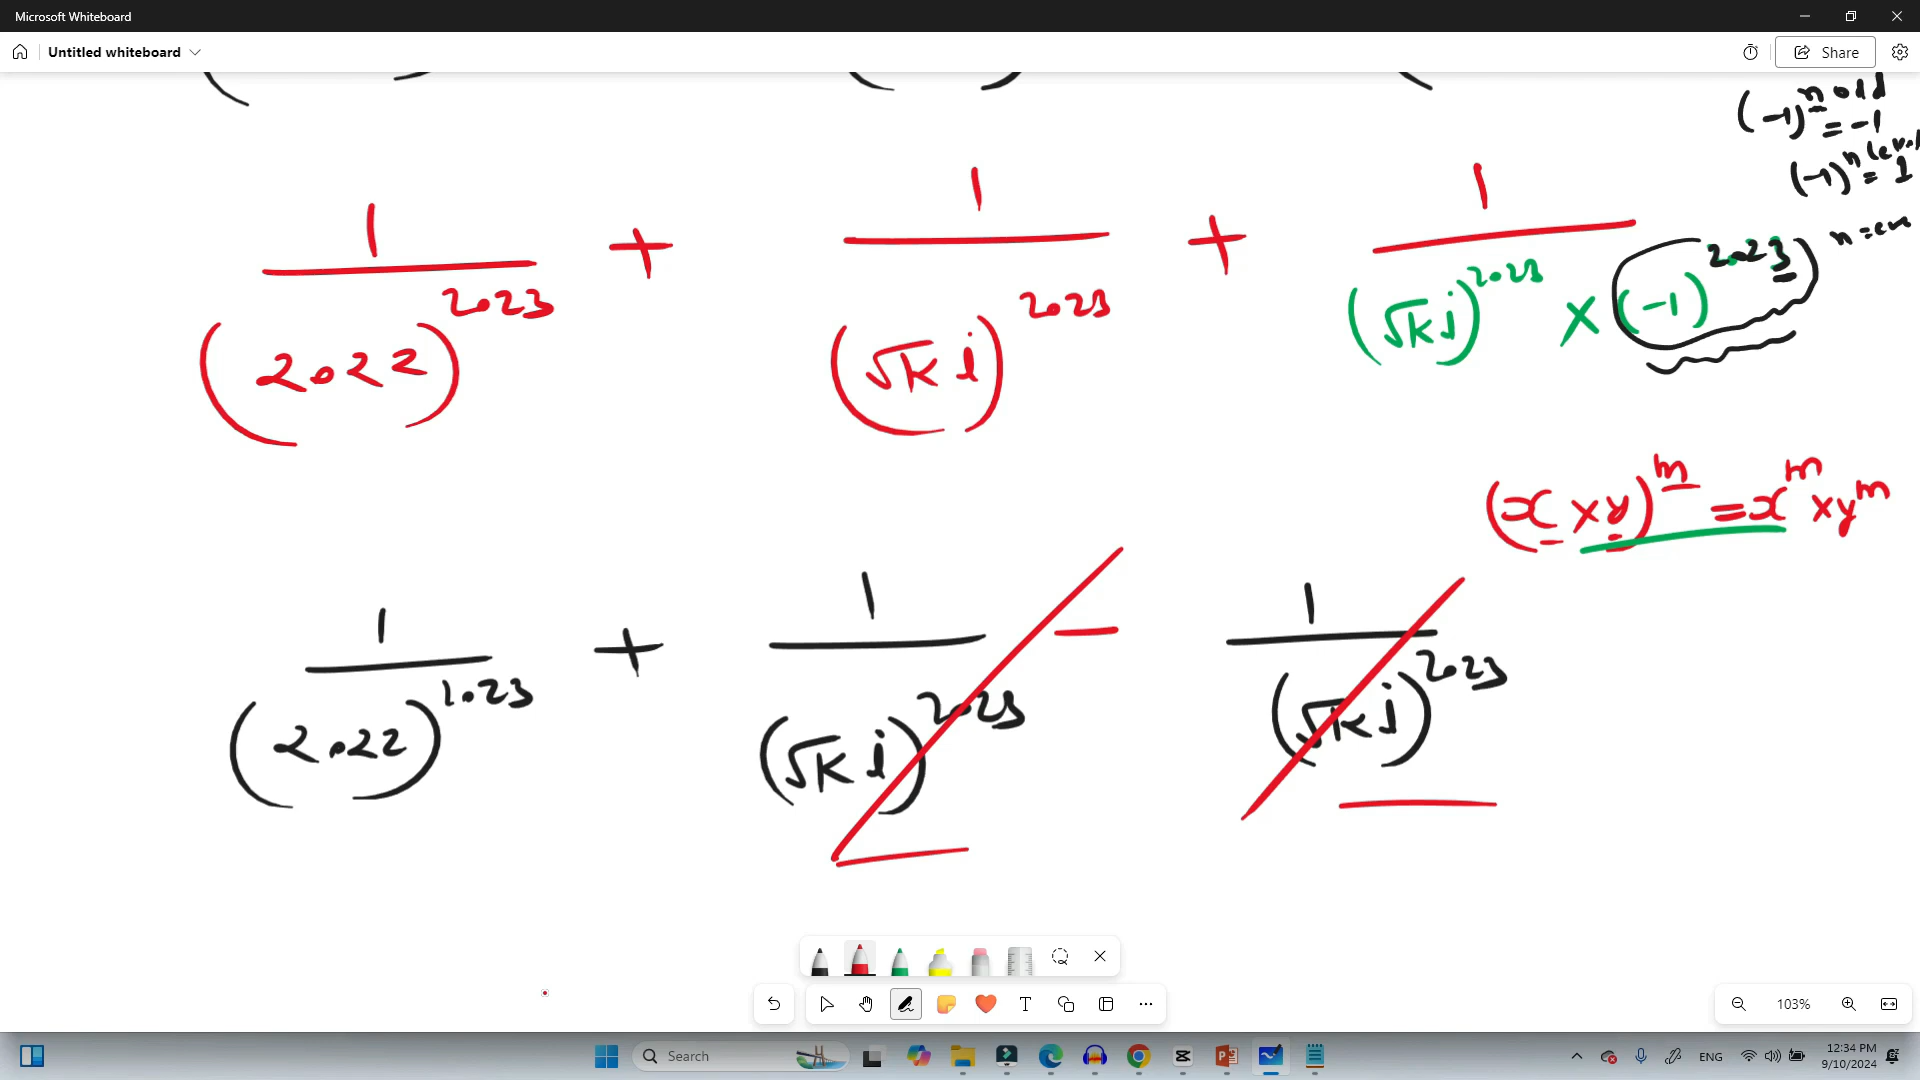 Microsoft Whiteboard
Untitled whiteboard
Share
(-1)^n odd
= -1
(-1)^n (even
= 1
1/(2022)^2023 + 1/(√k i)^2023 + 1/(√k i)^2023 × (-1)^2023
(x × y)^m = x^m × y^m
1/(2022)^2023 + 1/(√k i)^2023 - 1/(√k i)^2023
103%
Search
ENG
12:34 PM
9/10/2024